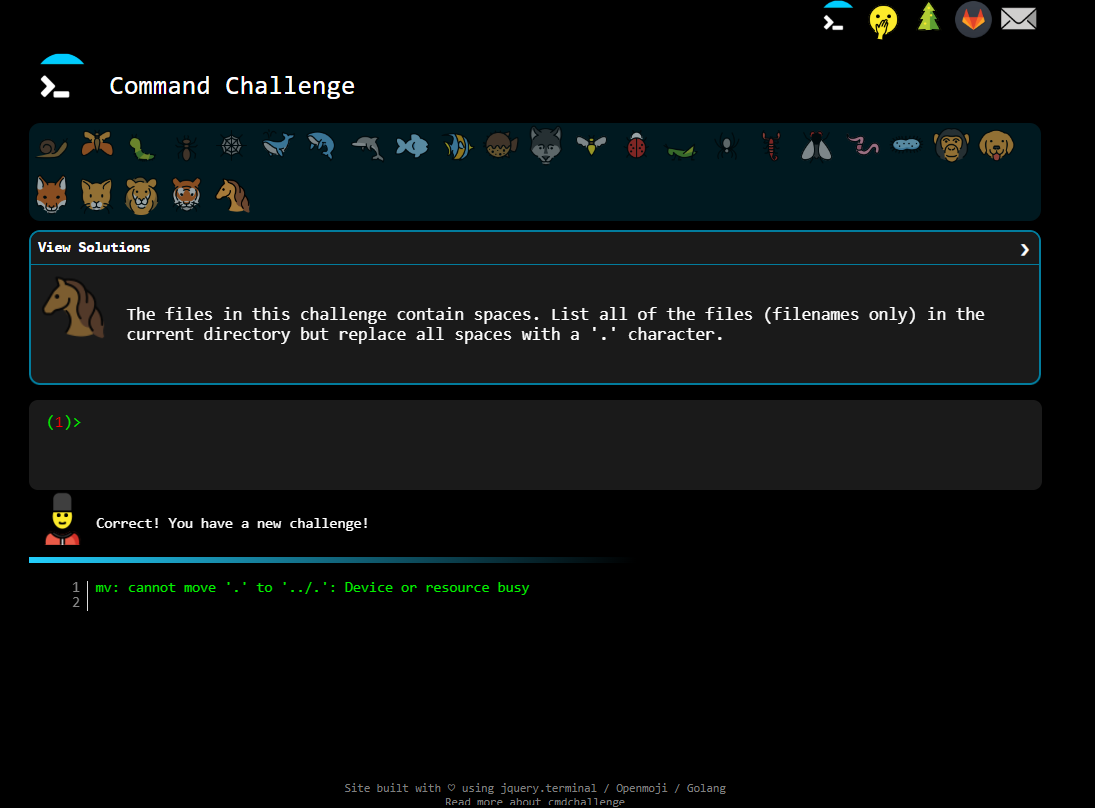 Command Challenge
View Solutions
The files in this challenge contain spaces. List all of the files (filenames only) in the
current directory but replace all spaces with a '.' character.
(1)>
Correct! You have a new challenge!
1 mv: cannot move '.' to '../.': Device or resource busy
2
Site built with ♡ using jquery.terminal / Openmoji / Golang
Read more about cmdchallenge